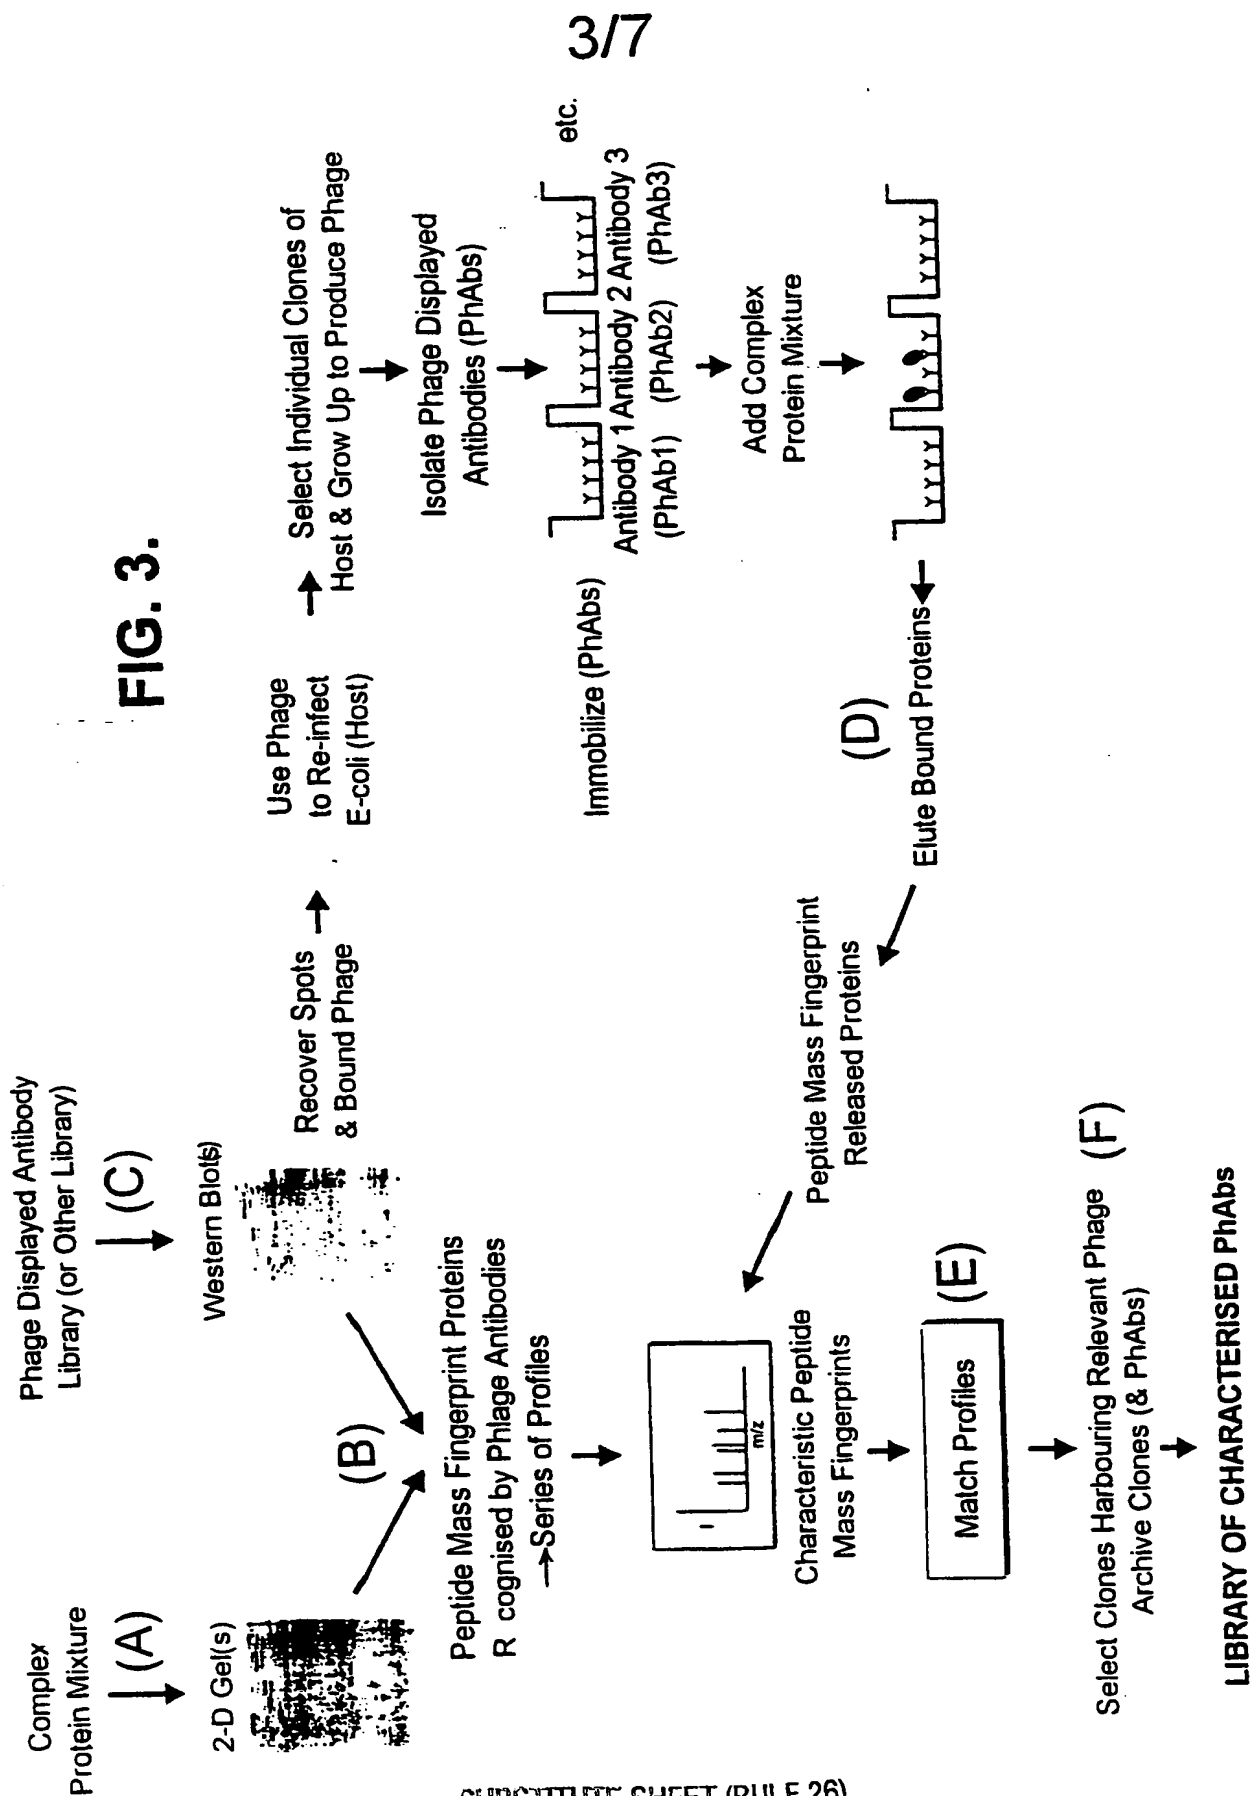 3/7
FIG. 3.
Complex
Protein Mixture
(A)
2-D Gel(s)
Phage Displayed Antibody
Library (or Other Library)
(C)
Western Blot(s)
Recover Spots
& Bound Phage
Use Phage
to Re-infect
E-coli (Host)
Select Individual Clones of
Host & Grow Up to Produce Phage
Isolate Phage Displayed
Antibodies (PhAbs)
Immobilize (PhAbs)
etc.
Antibody 1 Antibody 2 Antibody 3
(PhAb1) (PhAb2) (PhAb3)
Add Complex
Protein Mixture
(D)
Elute Bound Proteins
Peptide Mass Fingerprint
Released Proteins
(B)
Peptide Mass Fingerprint Proteins
R cognised by Phlage Antibodies
→Series of Profiles
m/z
Characteristic Peptide
Mass Fingerprints
Match Profiles
(E)
Select Clones Harbouring Relevant Phage
Archive Clones (& PhAbs)
(F)
LIBRARY OF CHARACTERISED PhAbs
SUBSTITUTE SHEET (RULE 26)